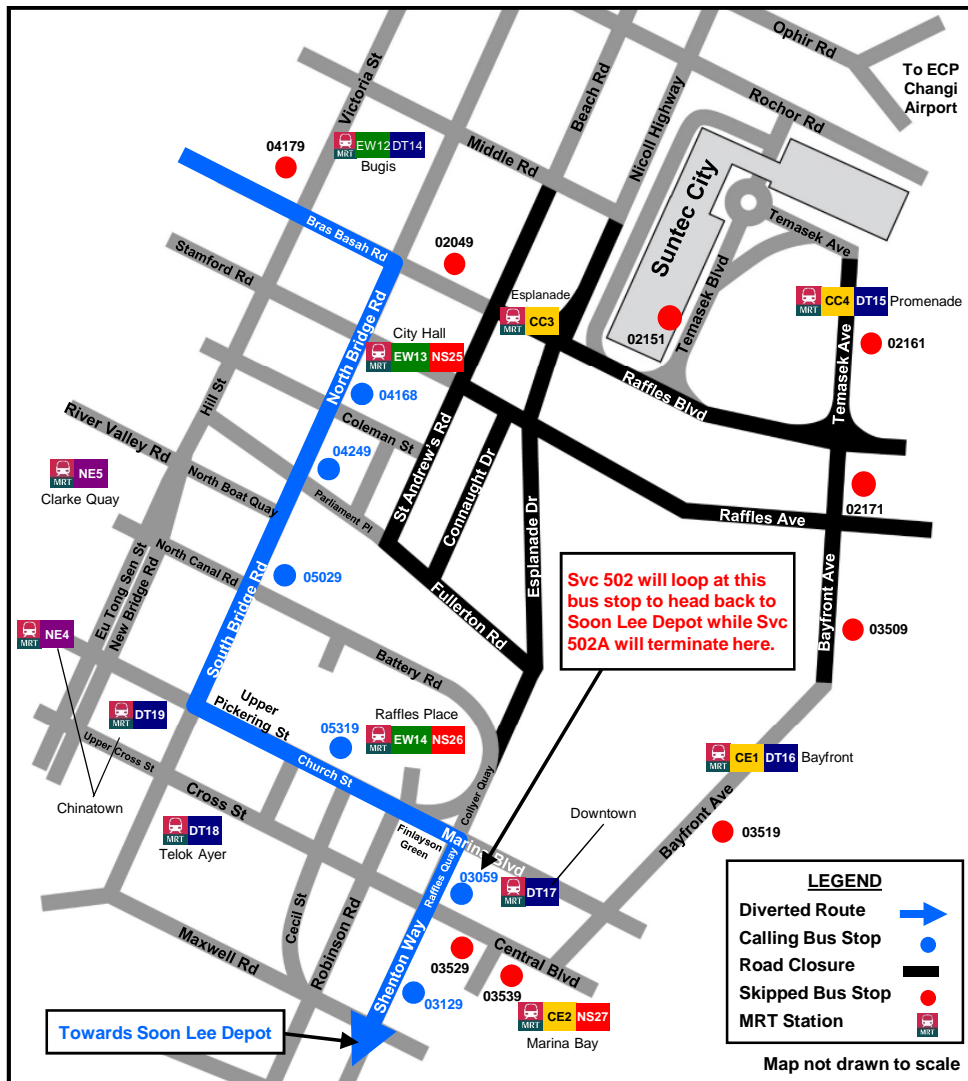 Ophir Rd
To ECP
Changi
Airport
Victoria St
Beach Rd
Nicoll Highway
Rochor Rd
Middle Rd
04179
MRT EW12 DT14
Bugis
Suntec City
Temasek Ave
Temasek Blvd
Bras Basah Rd
02049
Stamford Rd
Esplanade
MRT CC3
MRT CC4 DT15 Promenade
02151
02161
Temasek Ave
City Hall
MRT EW13 NS25
North Bridge Rd
04168
Raffles Blvd
Hill St
Coleman St
River Valley Rd
04249
St Andrew's Rd
Connaught Dr
MRT NE5
Clarke Quay
North Boat Quay
Parliament Pl
Esplanade Dr
02171
Raffles Ave
North Canal Rd
05029
Fullerton Rd
Svc 502 will loop at this
bus stop to head back to
Soon Lee Depot while Svc
502A will terminate here.
Bayfront Ave
03509
Eu Tong Sen St
New Bridge Rd
South Bridge Rd
MRT NE4
Battery Rd
Upper
Pickering St
MRT DT19
05319
Raffles Place
MRT EW14 NS26
Upper Cross St
Church St
Collyer Quay
MRT CE1 DT16 Bayfront
Chinatown
Cross St
Downtown
Bayfront Ave
03519
MRT DT18
Telok Ayer
Finlayson
Green
Marina Blvd
Raffles Quay
03059
MRT DT17
Cecil St
Robinson Rd
Maxwell Rd
Shenton Way
03529
Central Blvd
03539
03129
MRT CE2 NS27
Marina Bay
Towards Soon Lee Depot
LEGEND
Diverted Route
Calling Bus Stop
Road Closure
Skipped Bus Stop
MRT Station
MRT
Map not drawn to scale